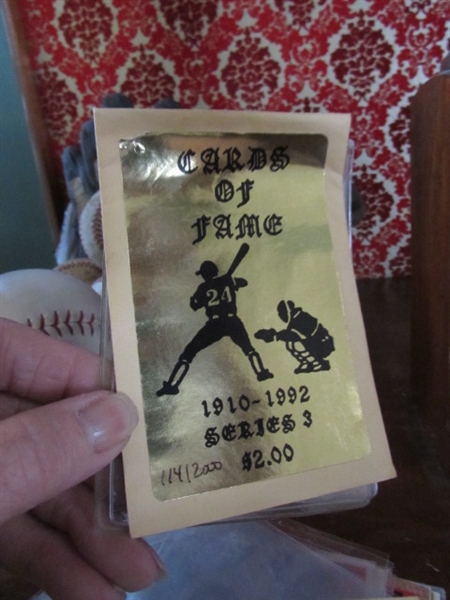 CARDS
OF
FAME
24
1910-1992
SERIES 3
$2.00
114/2000